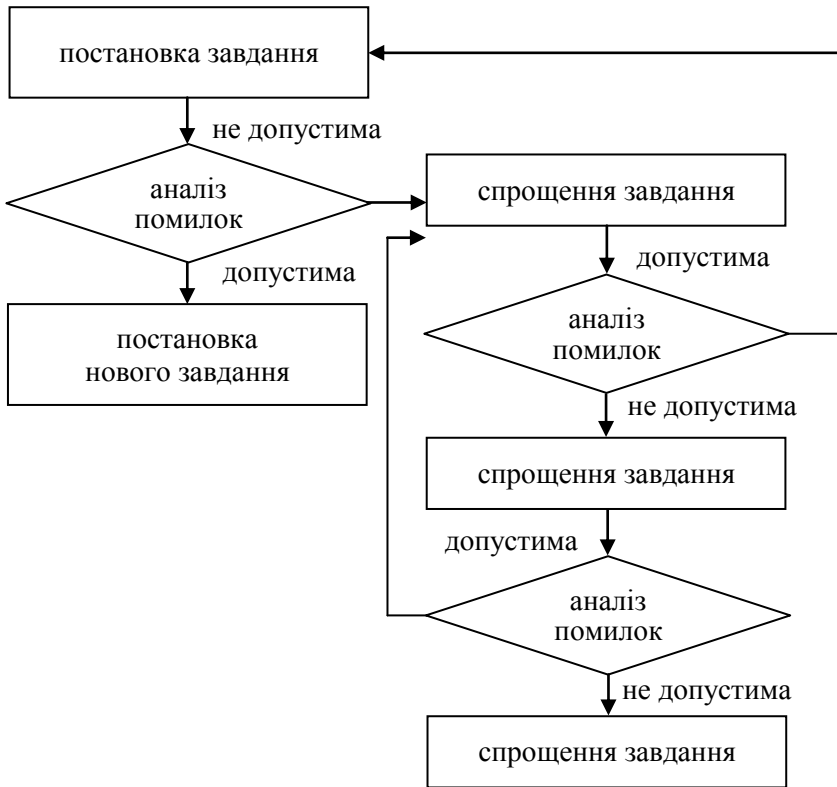 постановка завдання
не допустима
аналіз
помилок
спрощення завдання
допустима
допустима
постановка
нового завдання
аналіз
помилок
не допустима
спрощення завдання
допустима
аналіз
помилок
не допустима
спрощення завдання